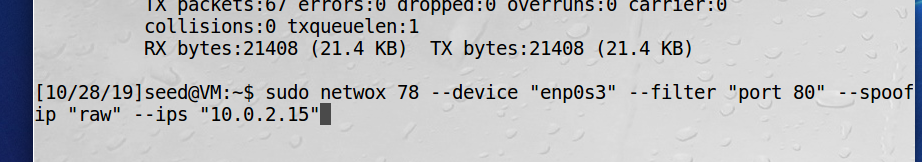 TX packets:67 errors:0 dropped:0 overruns:0 carrier:0
collisions:0 txqueuelen:1
RX bytes:21408 (21.4 KB)  TX bytes:21408 (21.4 KB)
[10/28/19]seed@VM:~$ sudo netwox 78 --device "enp0s3" --filter "port 80" --spoof
ip "raw" --ips "10.0.2.15"